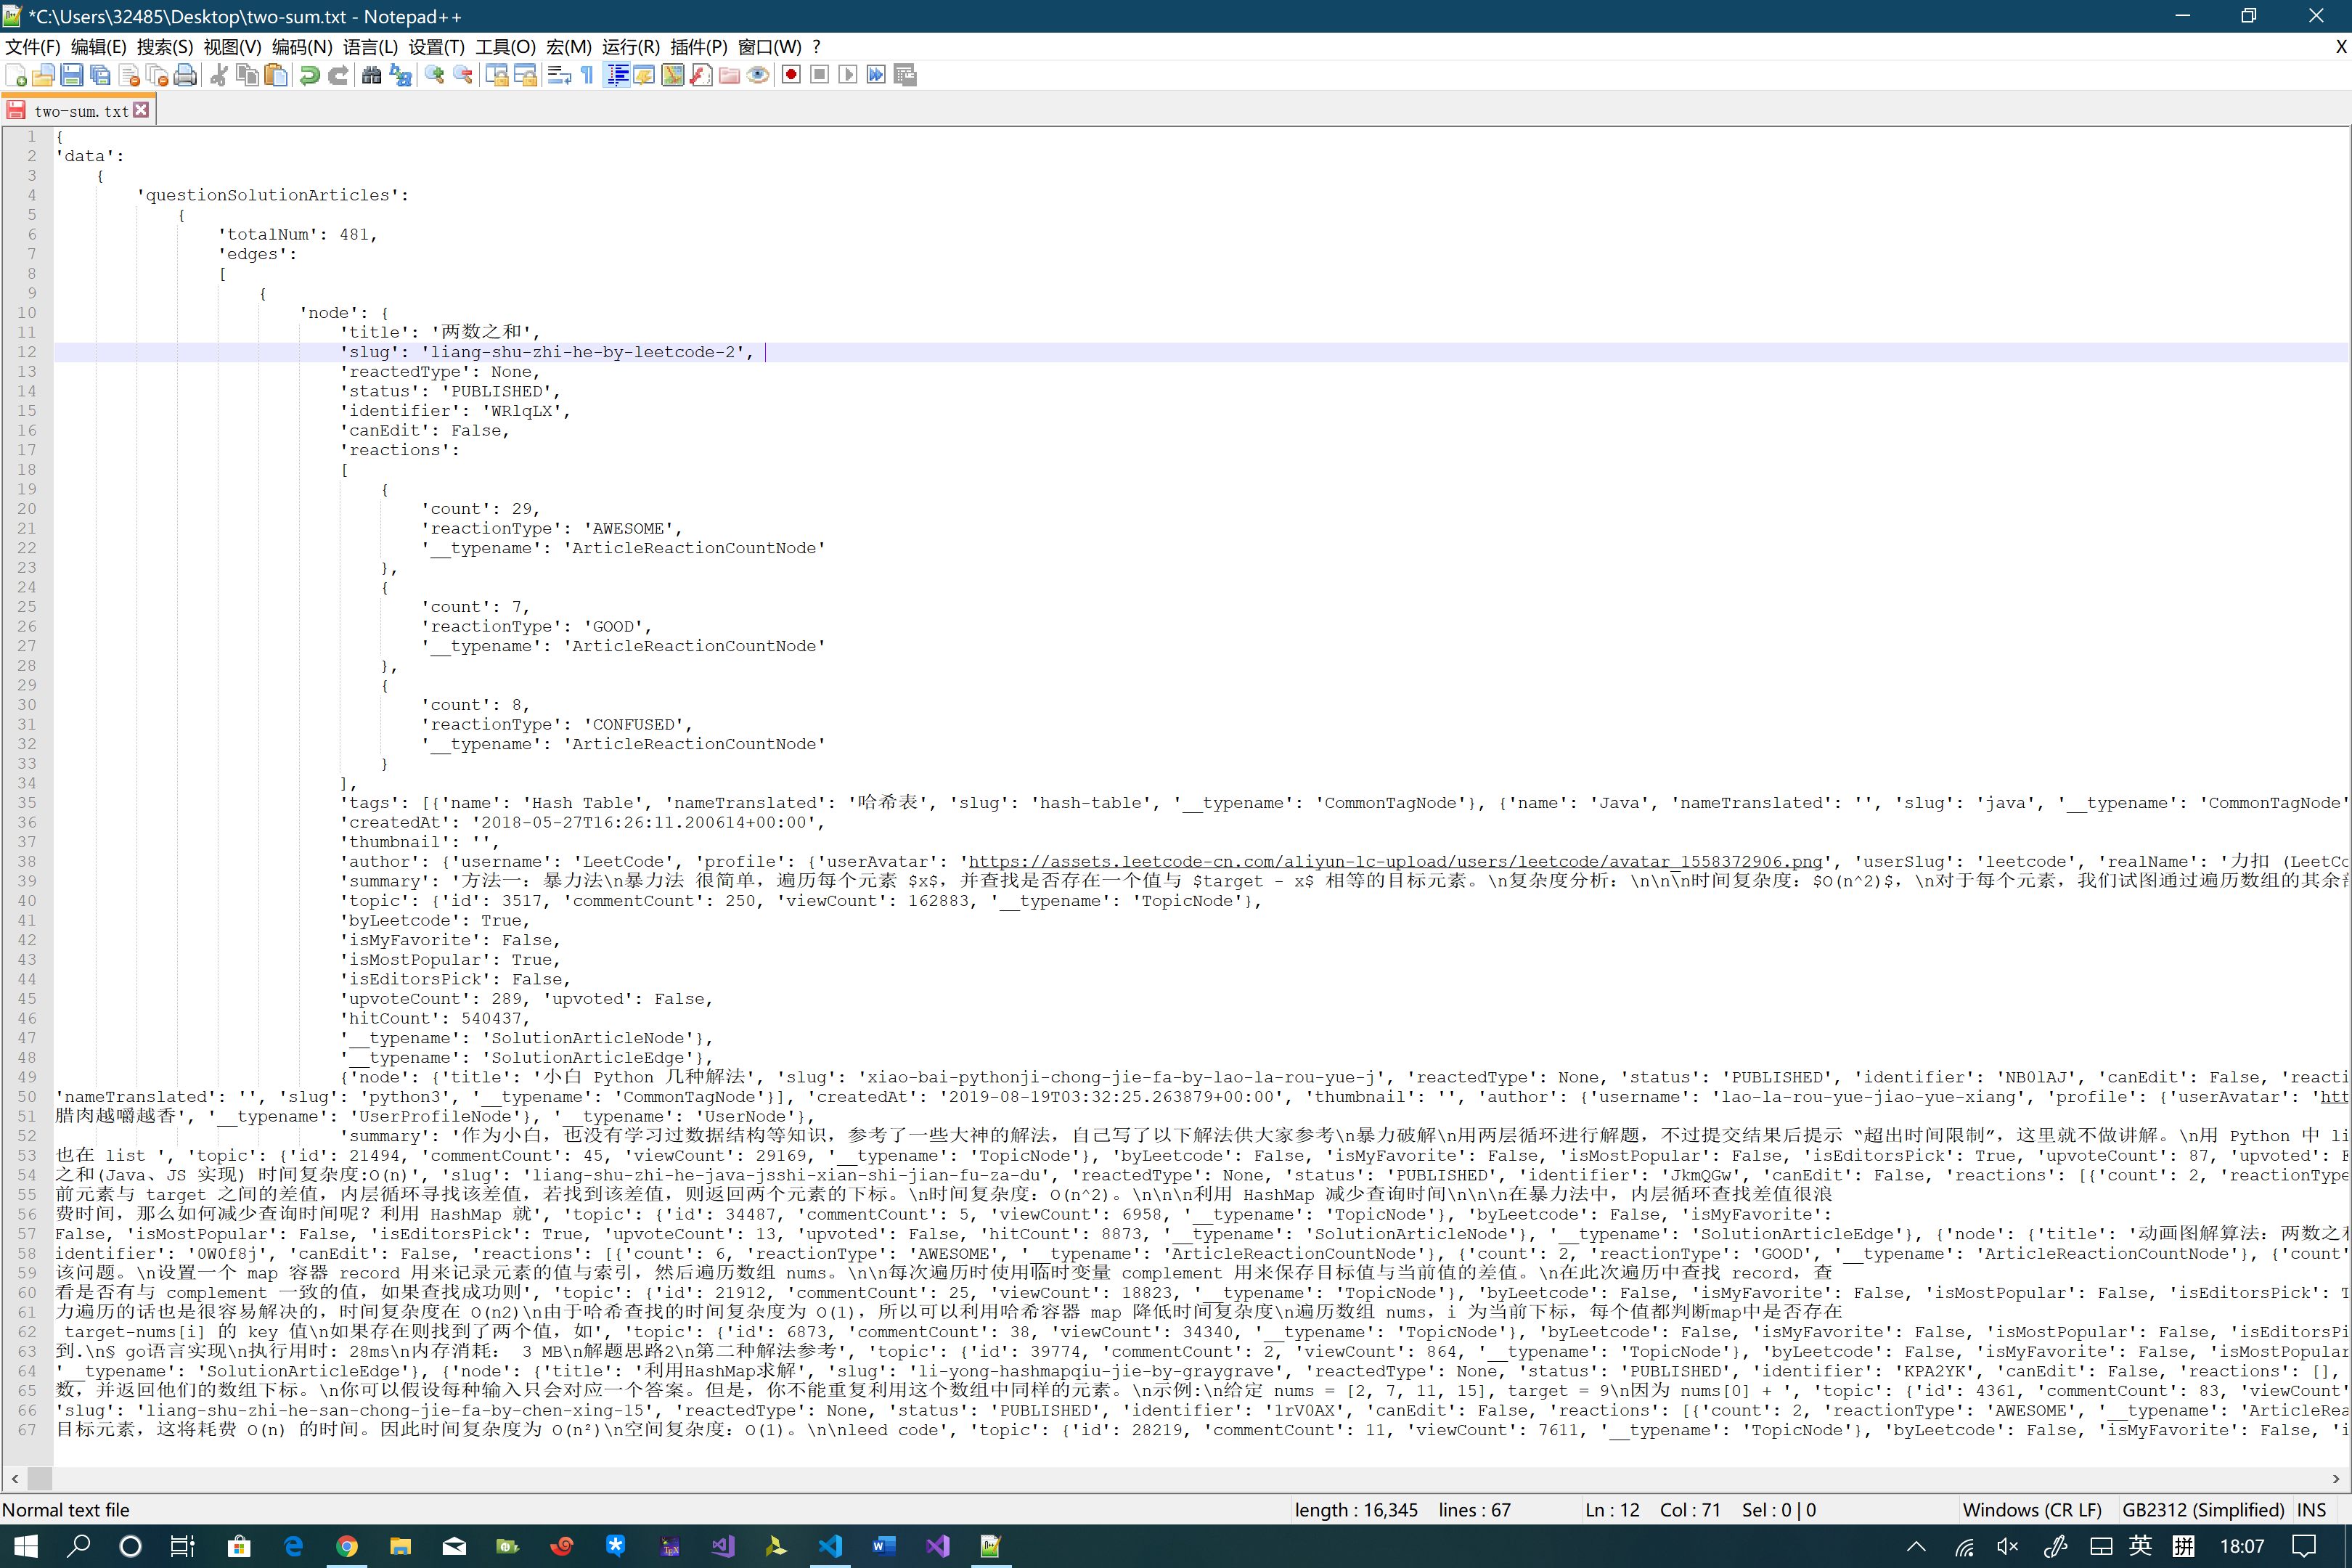 *C:\Users\32485\Desktop\two-sum.txt - Notepad++
文件(F) 编辑(E) 搜索(S) 视图(V) 编码(N) 语言(L) 设置(T) 工具(O) 宏(M) 运行(R) 插件(P) 窗口(W) ? X
two-sum.txt
1 {
2 'data':
3 {
4 'questionSolutionArticles':
5 {
6 'totalNum': 481,
7 'edges':
8 [
9 {
10 'node': {
11 'title': '两数之和',
12 'slug': 'liang-shu-zhi-he-by-leetcode-2',
13 'reactedType': None,
14 'status': 'PUBLISHED',
15 'identifier': 'WRlqLX',
16 'canEdit': False,
17 'reactions':
18 [
19 {
20 'count': 29,
21 'reactionType': 'AWESOME',
22 '__typename': 'ArticleReactionCountNode'
23 },
24 {
25 'count': 7,
26 'reactionType': 'GOOD',
27 '__typename': 'ArticleReactionCountNode'
28 },
29 {
30 'count': 8,
31 'reactionType': 'CONFUSED',
32 '__typename': 'ArticleReactionCountNode'
33 }
34 ],
35 'tags': [{'name': 'Hash Table', 'nameTranslated': '哈希表', 'slug': 'hash-table', '__typename': 'CommonTagNode'}, {'name': 'Java', 'nameTranslated': '', 'slug': 'java', '__typename': 'CommonTagNode'
36 'createdAt': '2018-05-27T16:26:11.200614+00:00',
37 'thumbnail': '',
38 'author': {'username': 'LeetCode', 'profile': {'userAvatar': 'https://assets.leetcode-cn.com/aliyun-lc-upload/users/leetcode/avatar_1558372906.png', 'userSlug': 'leetcode', 'realName': '力扣 (LeetCo
39 'summary': '方法一：暴力法\n暴力法 很简单，遍历每个元素 $x$，并查找是否存在一个值与 $target - x$ 相等的目标元素。\n复杂度分析：\n\n\n时间复杂度：$O(n^2)$，\n对于每个元素，我们试图通过遍历数组的其余
40 'topic': {'id': 3517, 'commentCount': 250, 'viewCount': 162883, '__typename': 'TopicNode'},
41 'byLeetcode': True,
42 'isMyFavorite': False,
43 'isMostPopular': True,
44 'isEditorsPick': False,
45 'upvoteCount': 289, 'upvoted': False,
46 'hitCount': 540437,
47 '__typename': 'SolutionArticleNode'},
48 '__typename': 'SolutionArticleEdge'},
49 {'node': {'title': '小白 Python 几种解法', 'slug': 'xiao-bai-pythonji-chong-jie-fa-by-lao-la-rou-yue-j', 'reactedType': None, 'status': 'PUBLISHED', 'identifier': 'NB0lAJ', 'canEdit': False, 'reacti
50 'nameTranslated': '', 'slug': 'python3', '__typename': 'CommonTagNode'}], 'createdAt': '2019-08-19T03:32:25.263879+00:00', 'thumbnail': '', 'author': {'username': 'lao-la-rou-yue-jiao-yue-xiang', 'profile': {'userAvatar': 'htt
51 腊肉越嚼越香', '__typename': 'UserProfileNode'}, '__typename': 'UserNode'},
52 'summary': '作为小白，也没有学习过数据结构等知识，参考了一些大神的解法，自己写了以下解法供大家参考\n暴力破解\n用两层循环进行解题，不过提交结果后提示 “超出时间限制”，这里就不做讲解。\n用 Python 中 li
53 也在 list ', 'topic': {'id': 21494, 'commentCount': 45, 'viewCount': 29169, '__typename': 'TopicNode'}, 'byLeetcode': False, 'isMyFavorite': False, 'isMostPopular': False, 'isEditorsPick': True, 'upvoteCount': 87, 'upvoted': F
54 之和(Java、JS 实现) 时间复杂度:O(n)', 'slug': 'liang-shu-zhi-he-java-jsshi-xian-shi-jian-fu-za-du', 'reactedType': None, 'status': 'PUBLISHED', 'identifier': 'JkmQGw', 'canEdit': False, 'reactions': [{'count': 2, 'reactionType
55 前元素与 target 之间的差值，内层循环寻找该差值，若找到该差值，则返回两个元素的下标。\n时间复杂度：O(n^2)。\n\n\n利用 HashMap 减少查询时间\n\n\n在暴力法中，内层循环查找差值很浪
56 费时间，那么如何减少查询时间呢？利用 HashMap 就', 'topic': {'id': 34487, 'commentCount': 5, 'viewCount': 6958, '__typename': 'TopicNode'}, 'byLeetcode': False, 'isMyFavorite':
57 False, 'isMostPopular': False, 'isEditorsPick': True, 'upvoteCount': 13, 'upvoted': False, 'hitCount': 8873, '__typename': 'SolutionArticleNode'}, '__typename': 'SolutionArticleEdge'}, {'node': {'title': '动画图解算法：两数之和
58 identifier': '0W0f8j', 'canEdit': False, 'reactions': [{'count': 6, 'reactionType': 'AWESOME', '__typename': 'ArticleReactionCountNode'}, {'count': 2, 'reactionType': 'GOOD', '__typename': 'ArticleReactionCountNode'}, {'count'
59 该问题。\n设置一个 map 容器 record 用来记录元素的值与索引，然后遍历数组 nums。\n\n每次遍历时使用临时变量 complement 用来保存目标值与当前值的差值。\n在此次遍历中查找 record，查
60 看是否有与 complement 一致的值，如果查找成功则', 'topic': {'id': 21912, 'commentCount': 25, 'viewCount': 18823, '__typename': 'TopicNode'}, 'byLeetcode': False, 'isMyFavorite': False, 'isMostPopular': False, 'isEditorsPick': T
61 力遍历的话也是很容易解决的，时间复杂度在 O(n2)\n由于哈希查找的时间复杂度为 O(1)，所以可以利用哈希容器 map 降低时间复杂度\n遍历数组 nums，i 为当前下标，每个值都判断map中是否存在
62 target-nums[i] 的 key 值\n如果存在则找到了两个值，如', 'topic': {'id': 6873, 'commentCount': 38, 'viewCount': 34340, '__typename': 'TopicNode'}, 'byLeetcode': False, 'isMyFavorite': False, 'isMostPopular': False, 'isEditorsPi
63 到.\n$ go语言实现\n执行用时: 28ms\n内存消耗： 3 MB\n解题思路2\n第二种解法参考', 'topic': {'id': 39774, 'commentCount': 2, 'viewCount': 864, '__typename': 'TopicNode'}, 'byLeetcode': False, 'isMyFavorite': False, 'isMostPopular
64 '__typename': 'SolutionArticleEdge'}, {'node': {'title': '利用HashMap求解', 'slug': 'li-yong-hashmapqiu-jie-by-graygrave', 'reactedType': None, 'status': 'PUBLISHED', 'identifier': 'KPA2YK', 'canEdit': False, 'reactions': [],
65 数，并返回他们的数组下标。\n你可以假设每种输入只会对应一个答案。但是，你不能重复利用这个数组中同样的元素。\n示例:\n给定 nums = [2, 7, 11, 15], target = 9\n因为 nums[0] + ', 'topic': {'id': 4361, 'commentCount': 83, 'viewCount'
66 'slug': 'liang-shu-zhi-he-san-chong-jie-fa-by-chen-xing-15', 'reactedType': None, 'status': 'PUBLISHED', 'identifier': '1rV0AX', 'canEdit': False, 'reactions': [{'count': 2, 'reactionType': 'AWESOME', '__typename': 'ArticleRea
67 目标元素，这将耗费 O(n) 的时间。因此时间复杂度为 O(n²)\n空间复杂度：O(1)。\n\nleed code', 'topic': {'id': 28219, 'commentCount': 11, 'viewCount': 7611, '__typename': 'TopicNode'}, 'byLeetcode': False, 'isMyFavorite': False, 'i
Normal text file length : 16,345 lines : 67 Ln : 12 Col : 71 Sel : 0 | 0 Windows (CR LF) GB2312 (Simplified) INS
英 拼 18:07